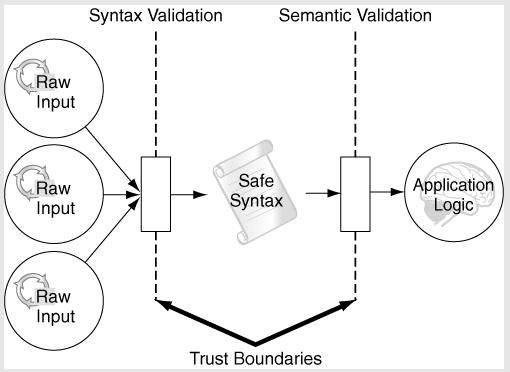 Syntax Validation
Semantic Validation
Raw
Input
Raw
Input
Safe
Syntax
Application
Logic
Raw
Input
Trust Boundaries